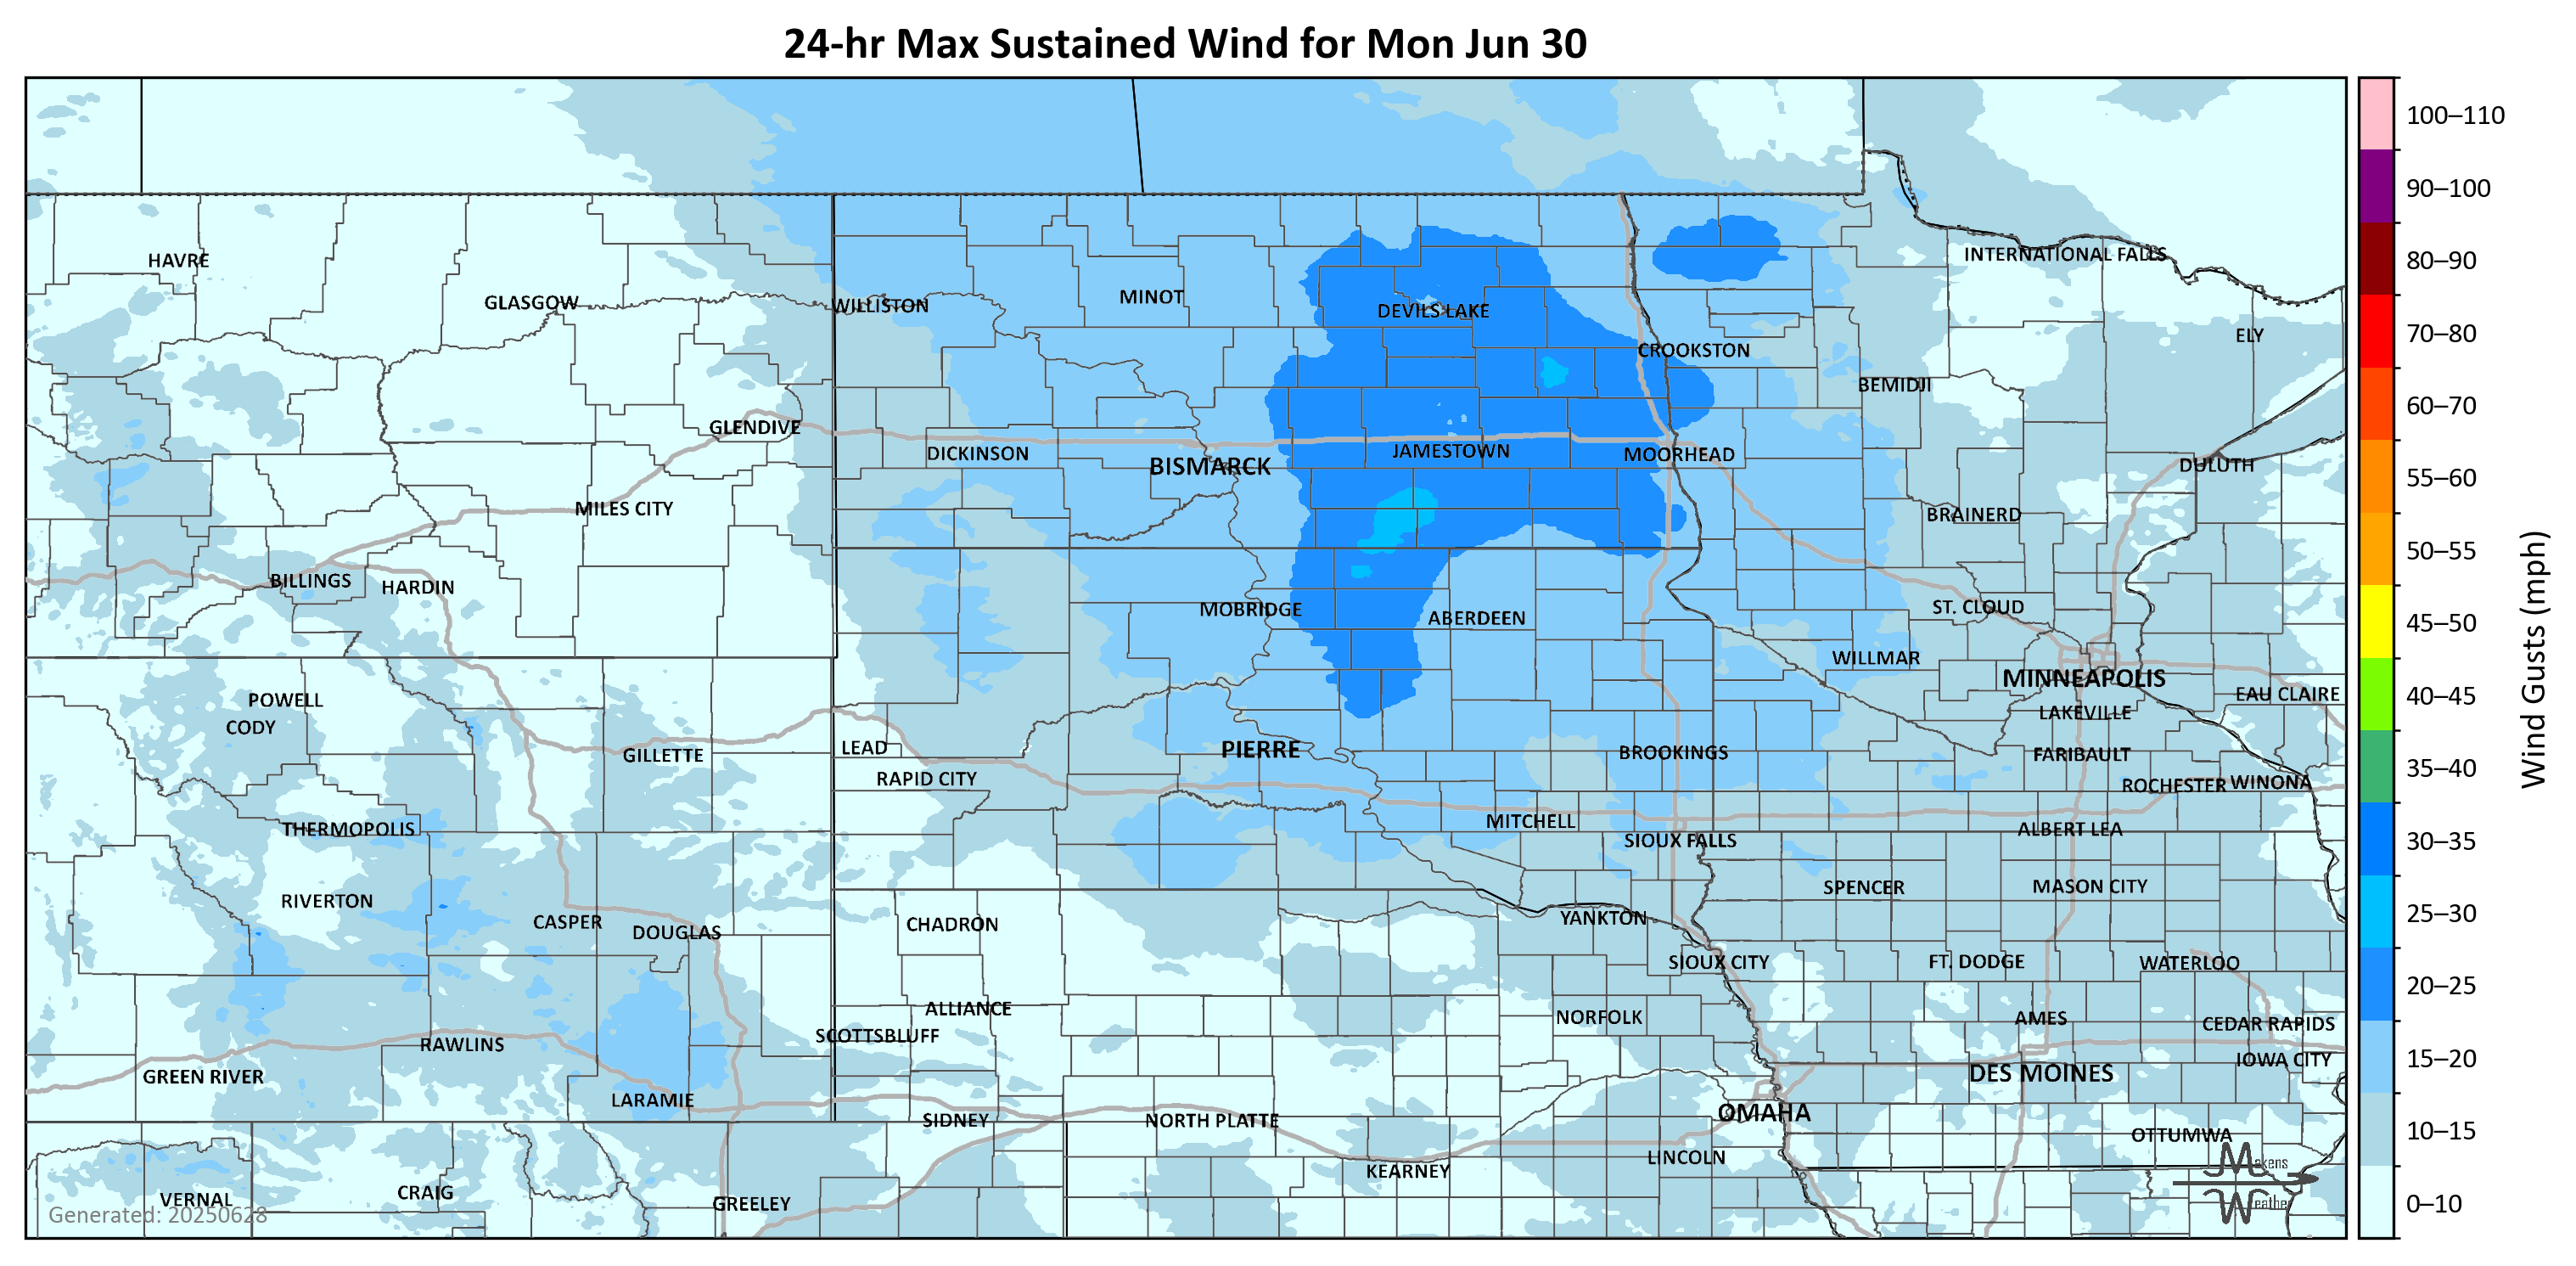 24-hr Max Sustained Wind for Mon Jun 30
100–110
90–100
80–90
70–80
60–70
55–60
50–55
45–50
40–45
35–40
30–35
25–30
20–25
15–20
10–15
0–10
Wind Gusts (mph)
HAVRE
INTERNATIONAL FALLS
GLASGOW
WILLISTON
MINOT
DEVILS LAKE
ELY
CROOKSTON
BEMIDJI
GLENDIVE
DICKINSON
BISMARCK
JAMESTOWN
MOORHEAD
DULUTH
MILES CITY
BRAINERD
BILLINGS
HARDIN
MOBRIDGE
ABERDEEN
ST. CLOUD
WILLMAR
MINNEAPOLIS
POWELL
EAU CLAIRE
CODY
LAKEVILLE
GILLETTE
LEAD
PIERRE
BROOKINGS
FARIBAULT
RAPID CITY
ROCHESTER
WINONA
THERMOPOLIS
MITCHELL
SIOUX FALLS
ALBERT LEA
RIVERTON
SPENCER
MASON CITY
CASPER
DOUGLAS
CHADRON
YANKTON
SIOUX CITY
FT. DODGE
WATERLOO
ALLIANCE
NORFOLK
AMES
CEDAR RAPIDS
SCOTTSBLUFF
RAWLINS
IOWA CITY
GREEN RIVER
DES MOINES
LARAMIE
SIDNEY
NORTH PLATTE
OMAHA
OTTUMWA
LINCOLN
KEARNEY
VERNAL
CRAIG
GREELEY
Makens
Weather
Generated: 20250628